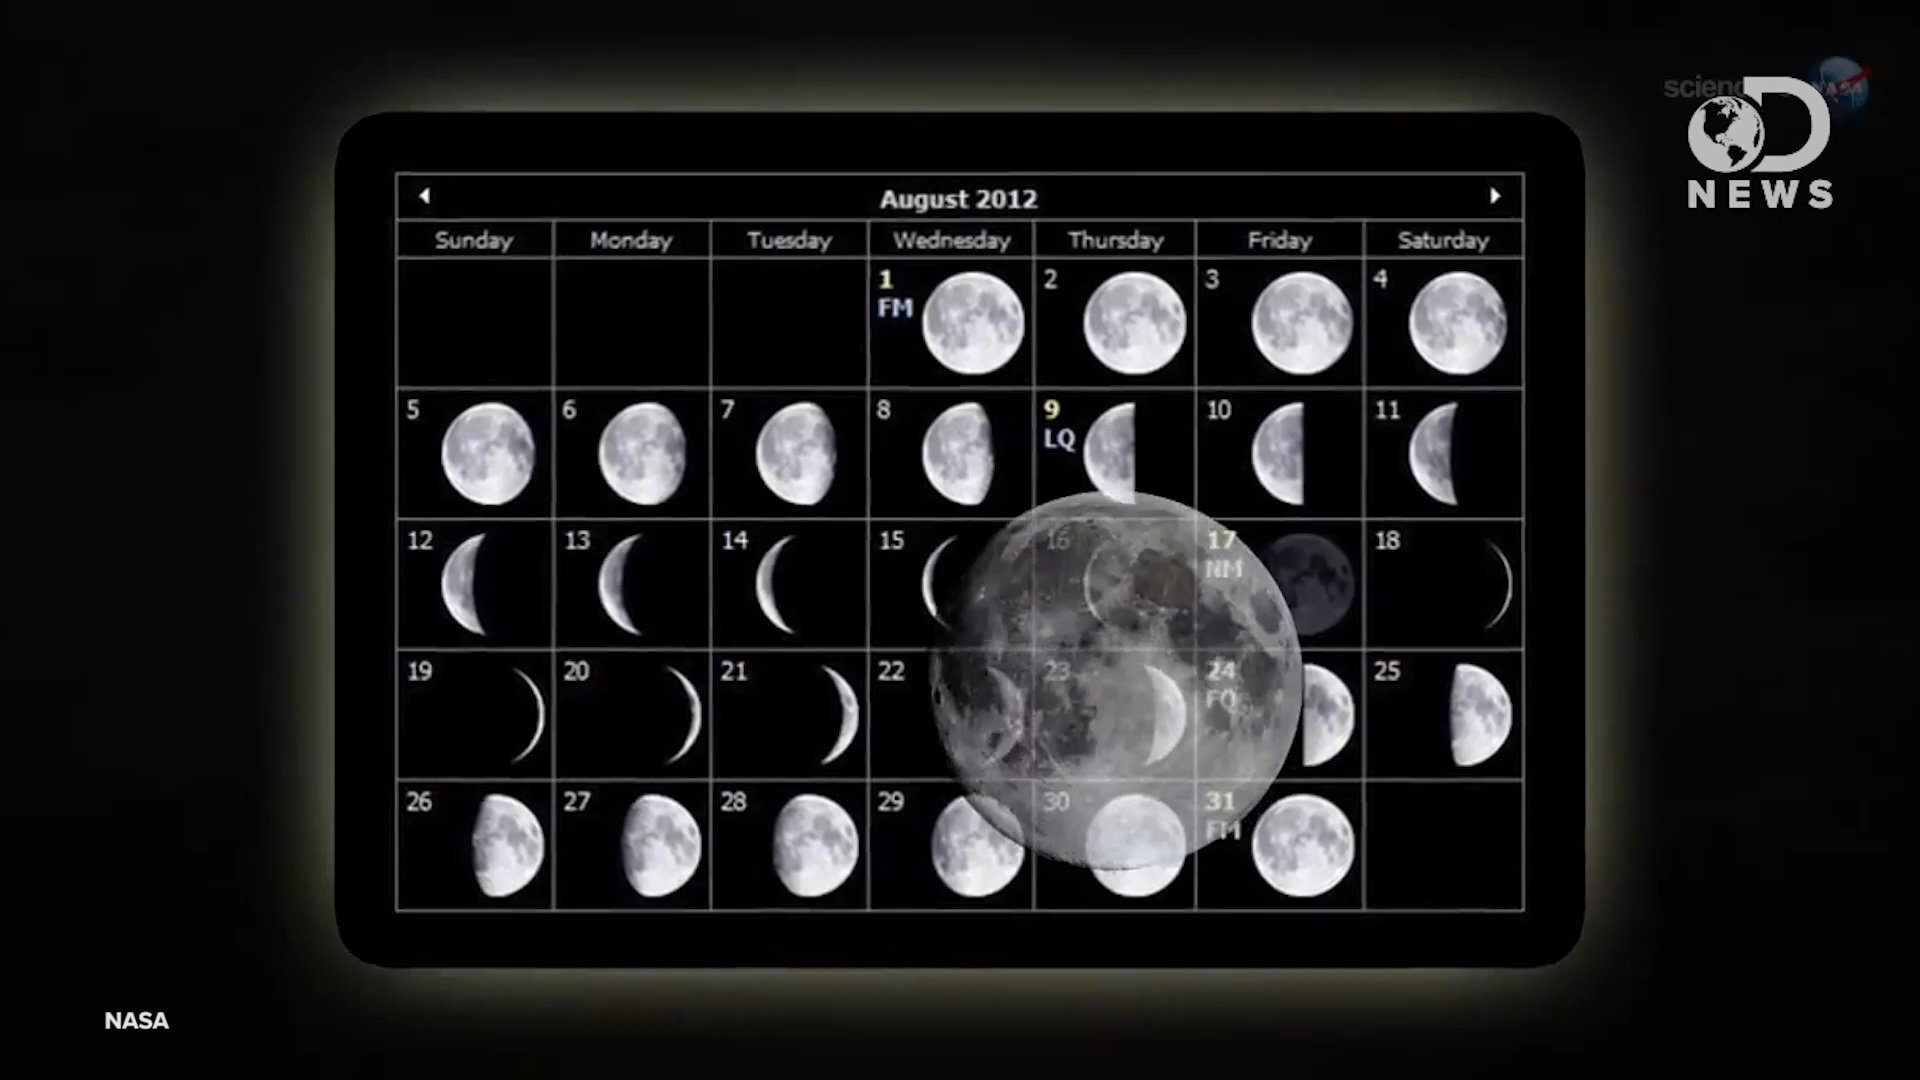 scienc
NASA
NEWS
August 2012
Sunday Monday Tuesday Wednesday Thursday Friday Saturday
1 2 3 4
FM
5 6 7 8 9 10 11
LQ
12 13 14 15 16 17 18
NM
19 20 21 22 23 24 25
FQ
26 27 28 29 30 31
FM
NASA